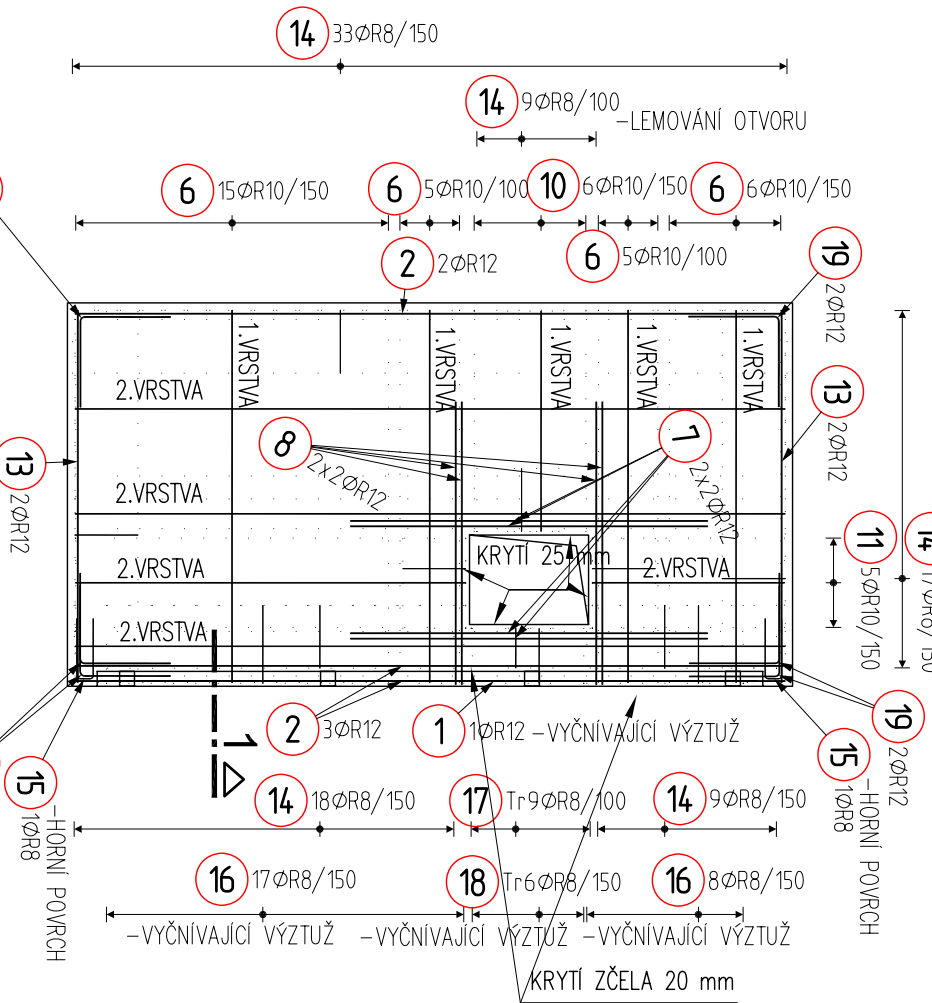 14 33ØR8/150
14 9ØR8/100
-LEMOVÁNÍ OTVORU
6 15ØR10/150
6 5ØR10/100
10 6ØR10/150
6 6ØR10/150
2 2ØR12
6 5ØR10/100
19 2ØR12
1.VRSTVA
1.VRSTVA
1.VRSTVA
1.VRSTVA
1.VRSTVA
2.VRSTVA
13 2ØR12
8 2x2ØR12
7 2x2ØR12
13 2ØR12
2.VRSTVA
KRYTÍ 25 mm
11 5ØR10/150
14 17ØR8/150
2.VRSTVA
2.VRSTVA
2.VRSTVA
2 3ØR12
1 1ØR12 -VYČNÍVAJÍCÍ VÝZTUŽ
19 2ØR12
1
15 1ØR8
-HORNÍ POVRCH
15 1ØR8
-HORNÍ POVRCH
14 18ØR8/150
17 Tr9ØR8/100
14 9ØR8/150
16 17ØR8/150
18 Tr6ØR8/150
16 8ØR8/150
-VYČNÍVAJÍCÍ VÝZTUŽ
-VYČNÍVAJÍCÍ VÝZTUŽ
-VYČNÍVAJÍCÍ VÝZTUŽ
KRYTÍ ZČELA 20 mm